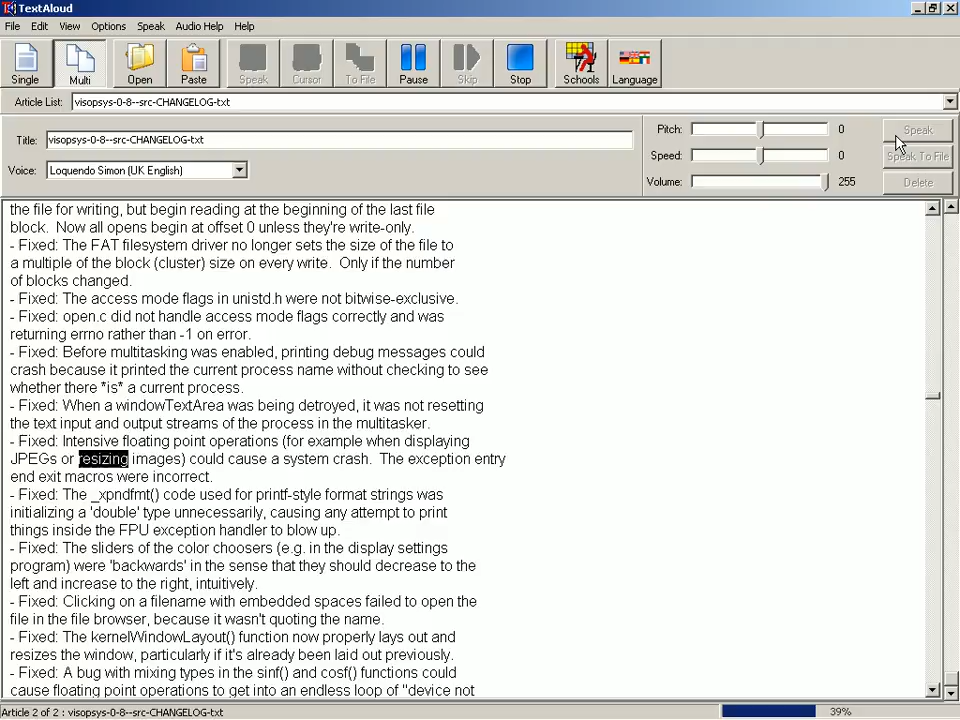 TextAloud
File Edit View Options Speak Audio Help Help
Single Multi Open Paste Speak Cursor To File Pause Skip Stop Schools Language
Article List: visopsys-0-8--src-CHANGELOG-txt
Title: visopsys-0-8--src-CHANGELOG-txt
Voice: Loquendo Simon (UK English)
Pitch: 0 Speak
Speed: 0 Speak To File
Volume: 255 Delete
the file for writing, but begin reading at the beginning of the last file
block.  Now all opens begin at offset 0 unless they're write-only.
- Fixed: The FAT filesystem driver no longer sets the size of the file to
a multiple of the block (cluster) size on every write.  Only if the number
of blocks changed.
- Fixed: The access mode flags in unistd.h were not bitwise-exclusive.
- Fixed: open.c did not handle access mode flags correctly and was
returning errno rather than -1 on error.
- Fixed: Before multitasking was enabled, printing debug messages could
crash because it printed the current process name without checking to see
whether there *is* a current process.
- Fixed: When a windowTextArea was being detroyed, it was not resetting
the text input and output streams of the process in the multitasker.
- Fixed: Intensive floating point operations (for example when displaying
JPEGs or resizing images) could cause a system crash.  The exception entry
end exit macros were incorrect.
- Fixed: The _xpndfmt() code used for printf-style format strings was
initializing a 'double' type unnecessarily, causing any attempt to print
things inside the FPU exception handler to blow up.
- Fixed: The sliders of the color choosers (e.g. in the display settings
program) were 'backwards' in the sense that they should decrease to the
left and increase to the right, intuitively.
- Fixed: Clicking on a filename with embedded spaces failed to open the
file in the file browser, because it wasn't quoting the name.
- Fixed: The kernelWindowLayout() function now properly lays out and
resizes the window, particularly if it's already been laid out previously.
- Fixed: A bug with mixing types in the sinf() and cosf() functions could
cause floating point operations to get into an endless loop of "device not
Article 2 of 2 : visopsys-0-8--src-CHANGELOG-txt 39%